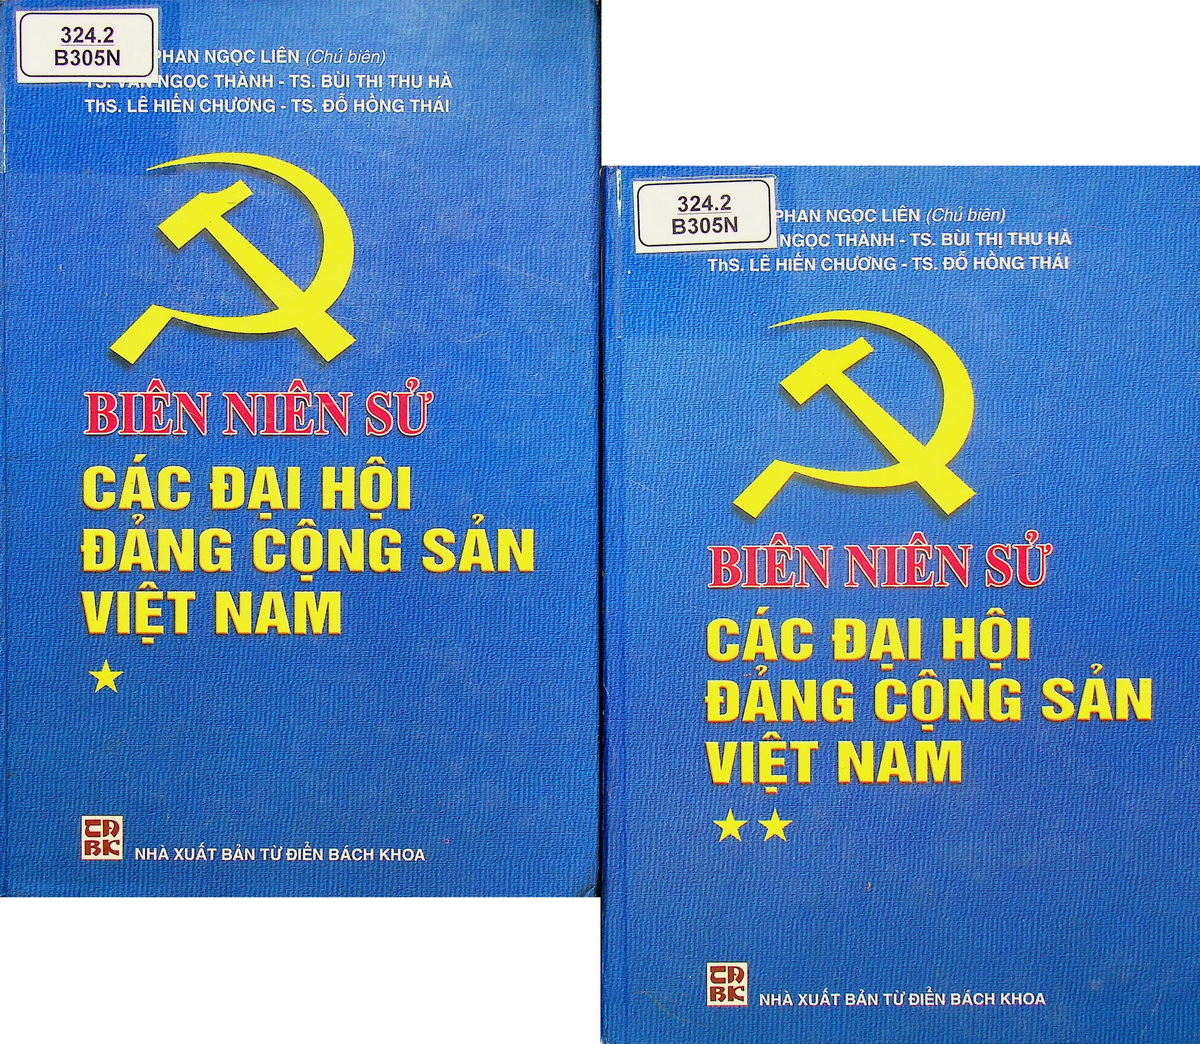 324.2
B305N
PHAN NGỌC LIÊN (Chủ biên)
TS. VĂN NGỌC THÀNH - TS. BÙI THỊ THU HÀ
ThS. LÊ HIẾN CHƯƠNG - TS. ĐỖ HỒNG THÁI
BIÊN NIÊN SỬ
CÁC ĐẠI HỘI
ĐẢNG CỘNG SẢN
VIỆT NAM
TĐ
BK
NHÀ XUẤT BẢN TỪ ĐIỂN BÁCH KHOA
324.2
B305N
PHAN NGỌC LIÊN (Chủ biên)
NGỌC THÀNH - TS. BÙI THỊ THU HÀ
ThS. LÊ HIẾN CHƯƠNG - TS. ĐỖ HỒNG THÁI
BIÊN NIÊN SỬ
CÁC ĐẠI HỘI
ĐẢNG CỘNG SẢN
VIỆT NAM
TĐ
BK
NHÀ XUẤT BẢN TỪ ĐIỂN BÁCH KHOA